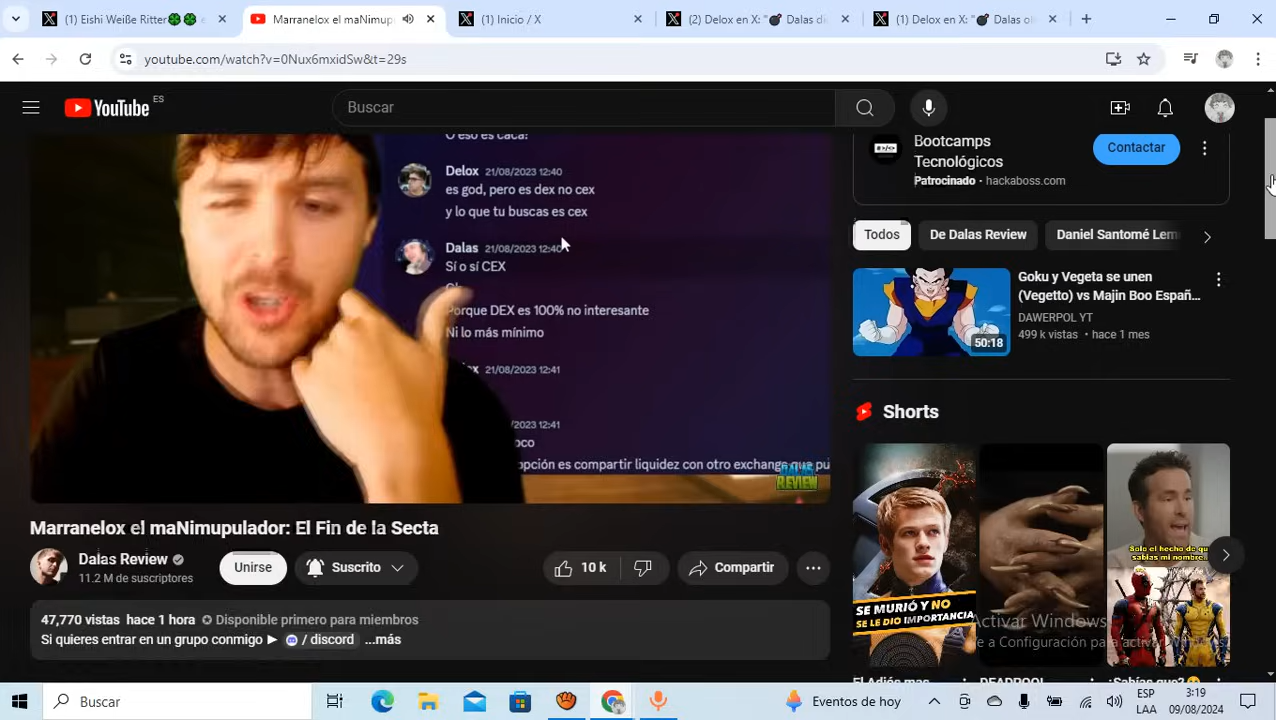 (1) Eishi Weiße Ritter🍀🍀
Marranelox el maNimup
(1) Inicio / X
(2) Delox en X: "💣 Dalas d
(1) Delox en X: "💣 Dalas ob
youtube.com/watch?v=0Nux6mxidSw&t=29s
YouTube ES
Buscar
O eso es caca?
Delox 21/08/2023 12:40
es god, pero es dex no cex
y lo que tu buscas es cex
Dalas 21/08/2023 12:40
Sí o sí CEX
Porque DEX es 100% no interesante
Ni lo más mínimo
21/08/2023 12:41
21/08/2023 12:41
opción es compartir liquidez con otro exchange que pu
DALAS REVIEW
Marranelox el maNimupulador: El Fin de la Secta
Dalas Review
11.2 M de suscriptores
Unirse
Suscrito
10 k
Compartir
47,770 vistas hace 1 hora Disponible primero para miembros
Si quieres entrar en un grupo conmigo ► / discord ...más
Bootcamps
Tecnológicos
Patrocinado · hackaboss.com
Contactar
Todos
De Dalas Review
Daniel Santomé Lem
Goku y Vegeta se unen
(Vegetto) vs Majin Boo Españ...
DAWERPOL YT
499 k vistas · hace 1 mes
50:18
Shorts
SE MURIÓ Y NO
SE LE DIO IMPORTANCIA
Solo el hecho de que
sabías mi nombre
Activar Windows
Ve a Configuración para activar Windows.
El Adiós mas
DEADPOOL
¿Sabías que?
Buscar
Eventos de hoy
ESP
LAA
3:19
09/08/2024